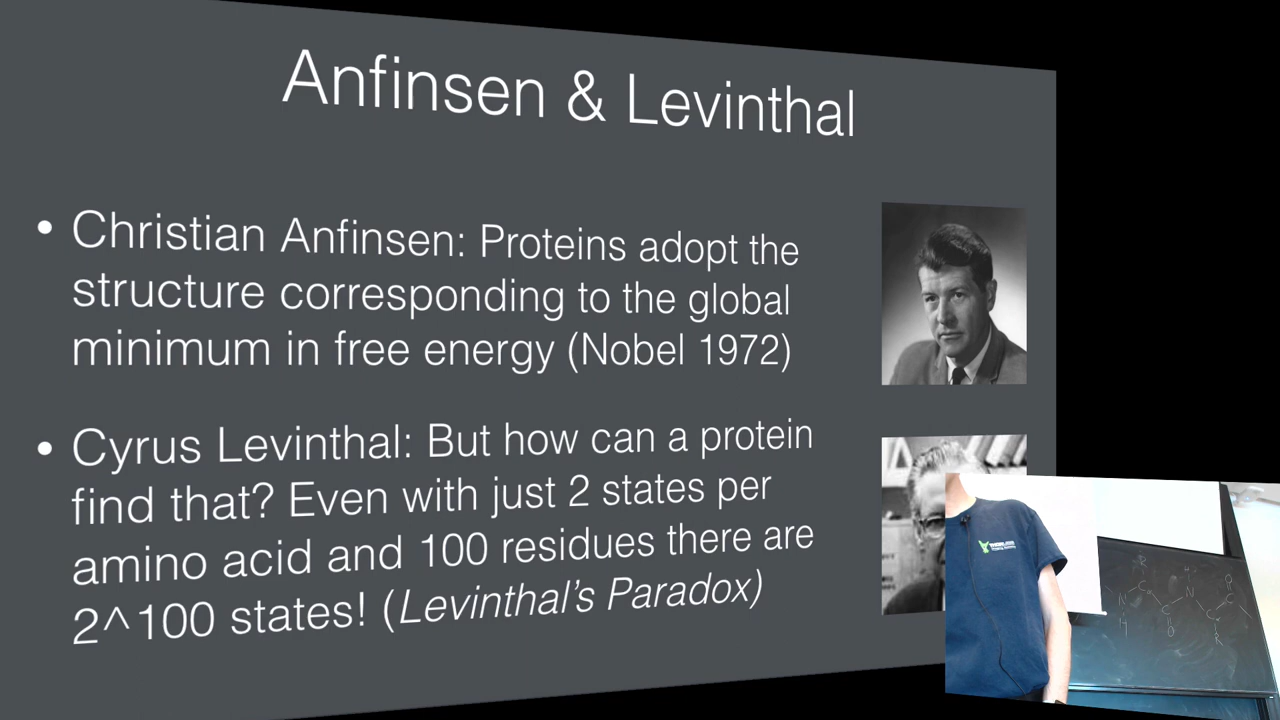 Anfinsen & Levinthal
• Christian Anfinsen: Proteins adopt the
structure corresponding to the global
minimum in free energy (Nobel 1972)
• Cyrus Levinthal: But how can a protein
find that? Even with just 2 states per
amino acid and 100 residues there are
2^100 states! (Levinthal's Paradox)